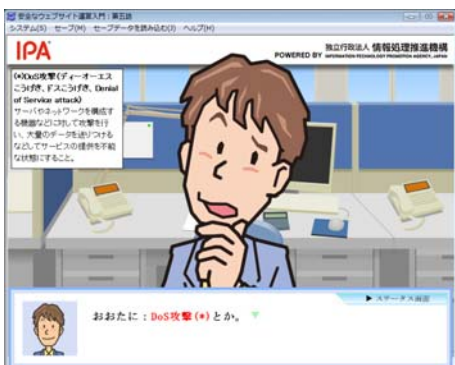 安全なウェブサイト運営入門:第五話
システム(S) セーブ(M) セーブデータを読み込む(J) ヘルプ(H)
IPA
POWERED BY 独立行政法人 情報処理推進機構
INFORMATION-TECHNOLOGY PROMOTION AGENCY, JAPAN
(*)DoS攻撃(ディーオーエス
こうげき、ドスこうげき、Denial
of Service attack)
サーバやネットワークを構成す
る機器などに対して攻撃を行
い、大量のデータを送りつける
などしてサービスの提供を不能
な状態にすること。
▶ ステータス画面
おおたに:DoS攻撃(*)とか。